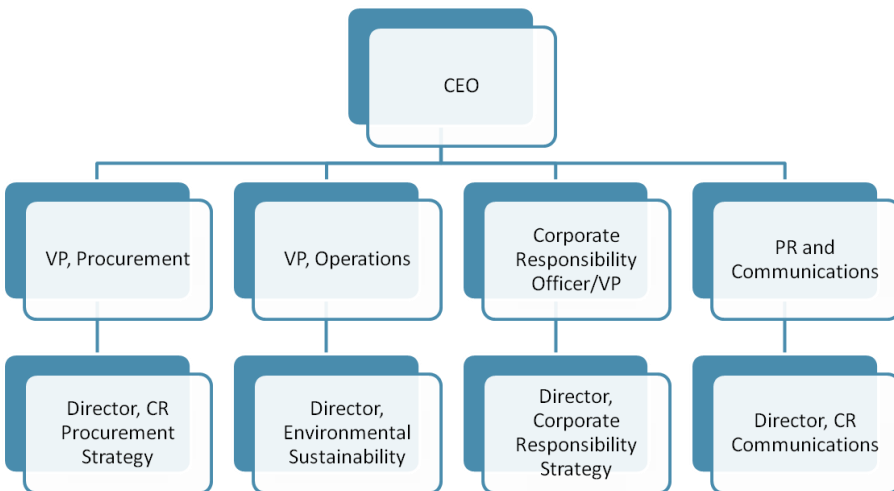 CEO
VP, Procurement
VP, Operations
Corporate
Responsibility
Officer/VP
PR and
Communications
Director, CR
Procurement
Strategy
Director,
Environmental
Sustainability
Director,
Corporate
Responsibility
Strategy
Director, CR
Communications